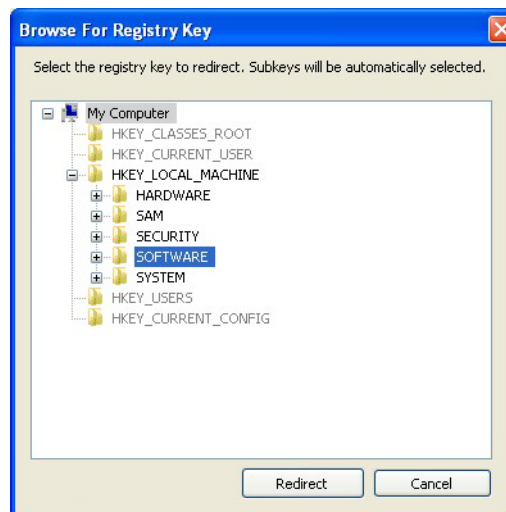 Browse For Registry Key
Select the registry key to redirect. Subkeys will be automatically selected.
My Computer
HKEY_CLASSES_ROOT
HKEY_CURRENT_USER
HKEY_LOCAL_MACHINE
HARDWARE
SAM
SECURITY
SOFTWARE
SYSTEM
HKEY_USERS
HKEY_CURRENT_CONFIG
Redirect Cancel